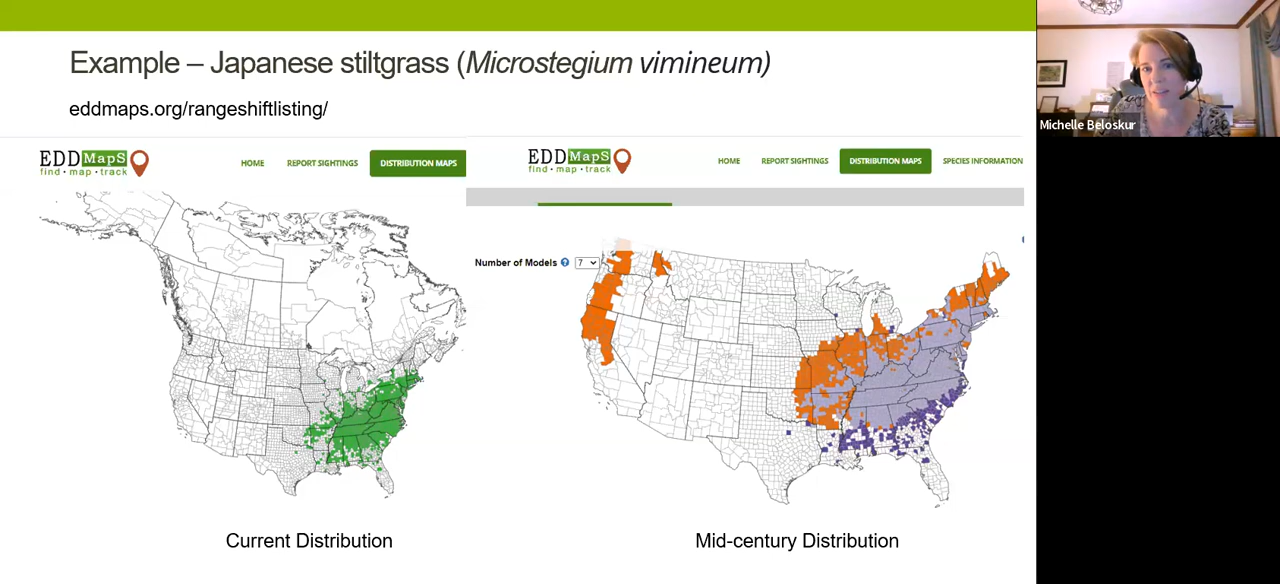 Example – Japanese stiltgrass (Microstegium vimineum)
eddmaps.org/rangeshiftlisting/
EDDMapS
find • map • track
HOME
REPORT SIGHTINGS
DISTRIBUTION MAPS
EDDMapS
find • map • track
HOME
REPORT SIGHTINGS
DISTRIBUTION MAPS
SPECIES INFORMATION
Number of Models ? 7
Current Distribution
Mid-century Distribution
Michelle Beloskur